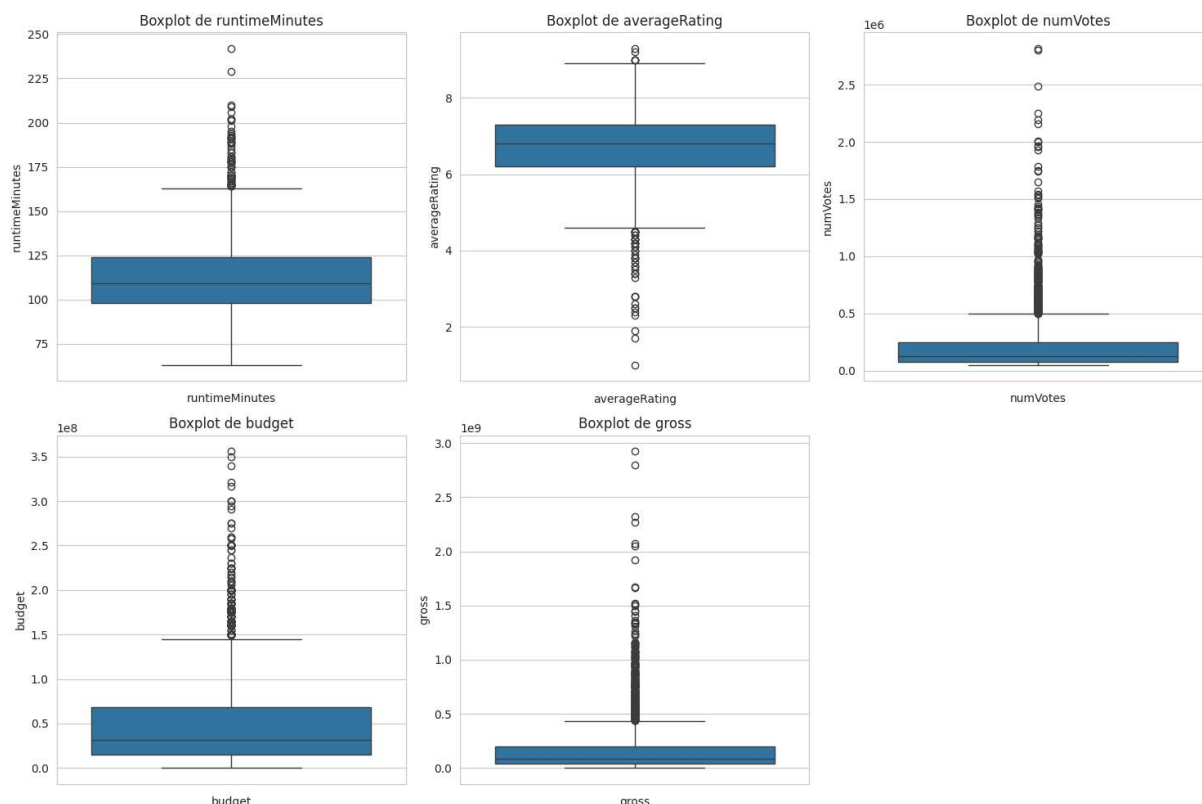 Boxplot de runtimeMinutes
250
225
200
175
150
125
100
75
runtimeMinutes
runtimeMinutes
Boxplot de averageRating
8
6
4
2
averageRating
averageRating
Boxplot de numVotes
1e6
2.5
2.0
1.5
1.0
0.5
0.0
numVotes
numVotes
Boxplot de budget
1e8
3.5
3.0
2.5
2.0
1.5
1.0
0.5
0.0
budget
budget
Boxplot de gross
1e9
3.0
2.5
2.0
1.5
1.0
0.5
0.0
gross
gross